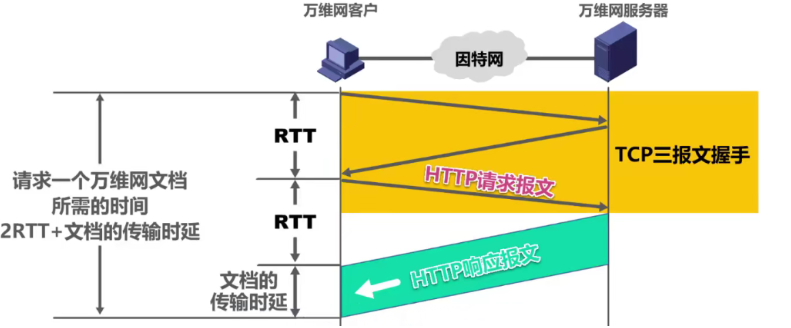 万维网客户
万维网服务器
因特网
RTT
TCP三报文握手
请求一个万维网文档
所需的时间
2RTT+文档的传输时延
HTTP请求报文
RTT
HTTP响应报文
文档的
传输时延